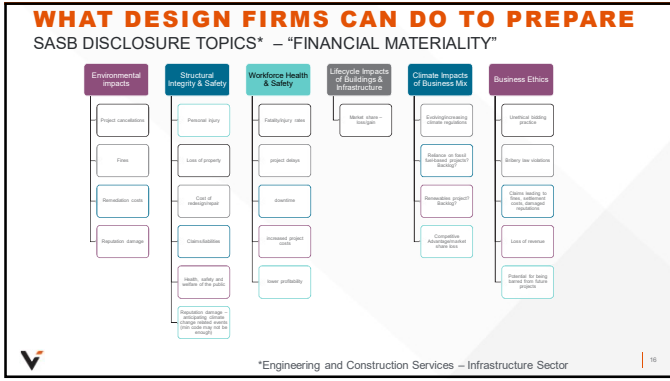 WHAT DESIGN FIRMS CAN DO TO PREPARE
SASB DISCLOSURE TOPICS* – “FINANCIAL MATERIALITY”
Environmental
impacts
Project cancellations
Fines
Remediation costs
Reputation damage
Structural
Integrity & Safety
Personal injury
Loss of property
Cost of
redesign/repair
Claims/liabilities
Health, safety and
welfare of the public
Reputation damage –
anticipating climate
change related events
(min code may not be
enough)
Workforce Health
& Safety
Fatality/injury rates
project delays
downtime
increased project
costs
lower profitability
Lifecycle Impacts
of Buildings &
Infrastructure
Market share –
loss/gain
Climate Impacts
of Business Mix
Evolving/increasing
climate regulations
Reliance on fossil
fuel-based projects?
Backlog?
Renewables project?
Backlog?
Competitive
Advantage/market
share loss
Business Ethics
Unethical bidding
practice
Bribery law violations
Claims leading to
fines, settlement
costs, damaged
reputations
Loss of revenue
Potential for being
barred from future
projects
*Engineering and Construction Services – Infrastructure Sector
16